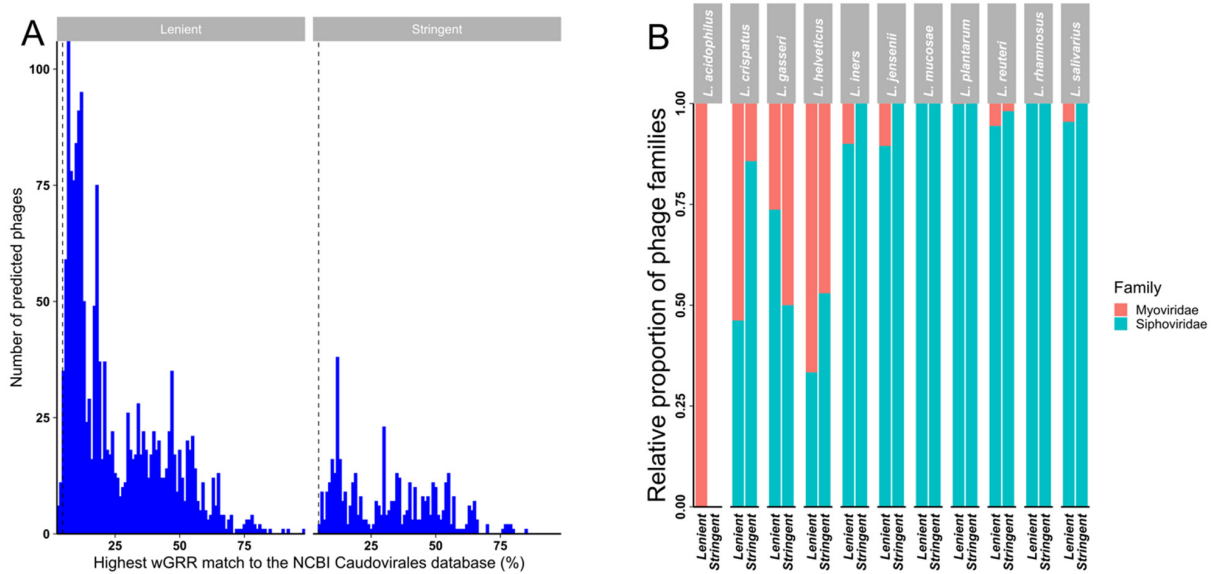 A
Lenient
Stringent
Number of predicted phages
100
75
50
25
0
25
50
75
25
50
75
Highest wGRR match to the NCBI Caudovirales database (%)
B
L. acidophilus
L. crispatus
L. gasseri
L. helveticus
L. iners
L. jensenii
L. mucosae
L. plantarum
L. reuteri
L. rhamnosus
L. salivarius
Relative proportion of phage families
1.00
0.75
0.50
0.25
0.00
Lenient
Stringent
Lenient
Stringent
Lenient
Stringent
Lenient
Stringent
Lenient
Stringent
Lenient
Stringent
Lenient
Stringent
Lenient
Stringent
Lenient
Stringent
Lenient
Stringent
Lenient
Stringent
Family
Myoviridae
Siphoviridae